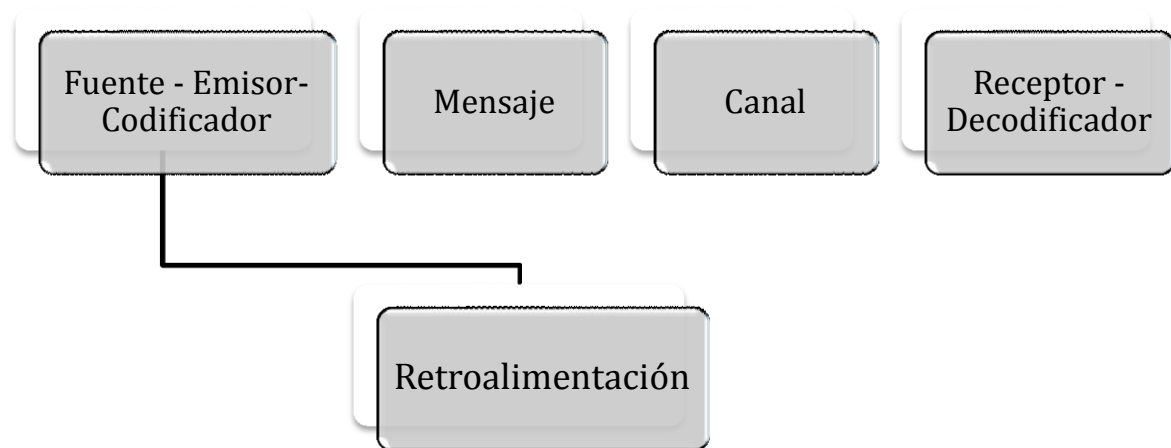 Fuente - Emisor-
Codificador
Mensaje
Canal
Receptor -
Decodificador
Retroalimentación